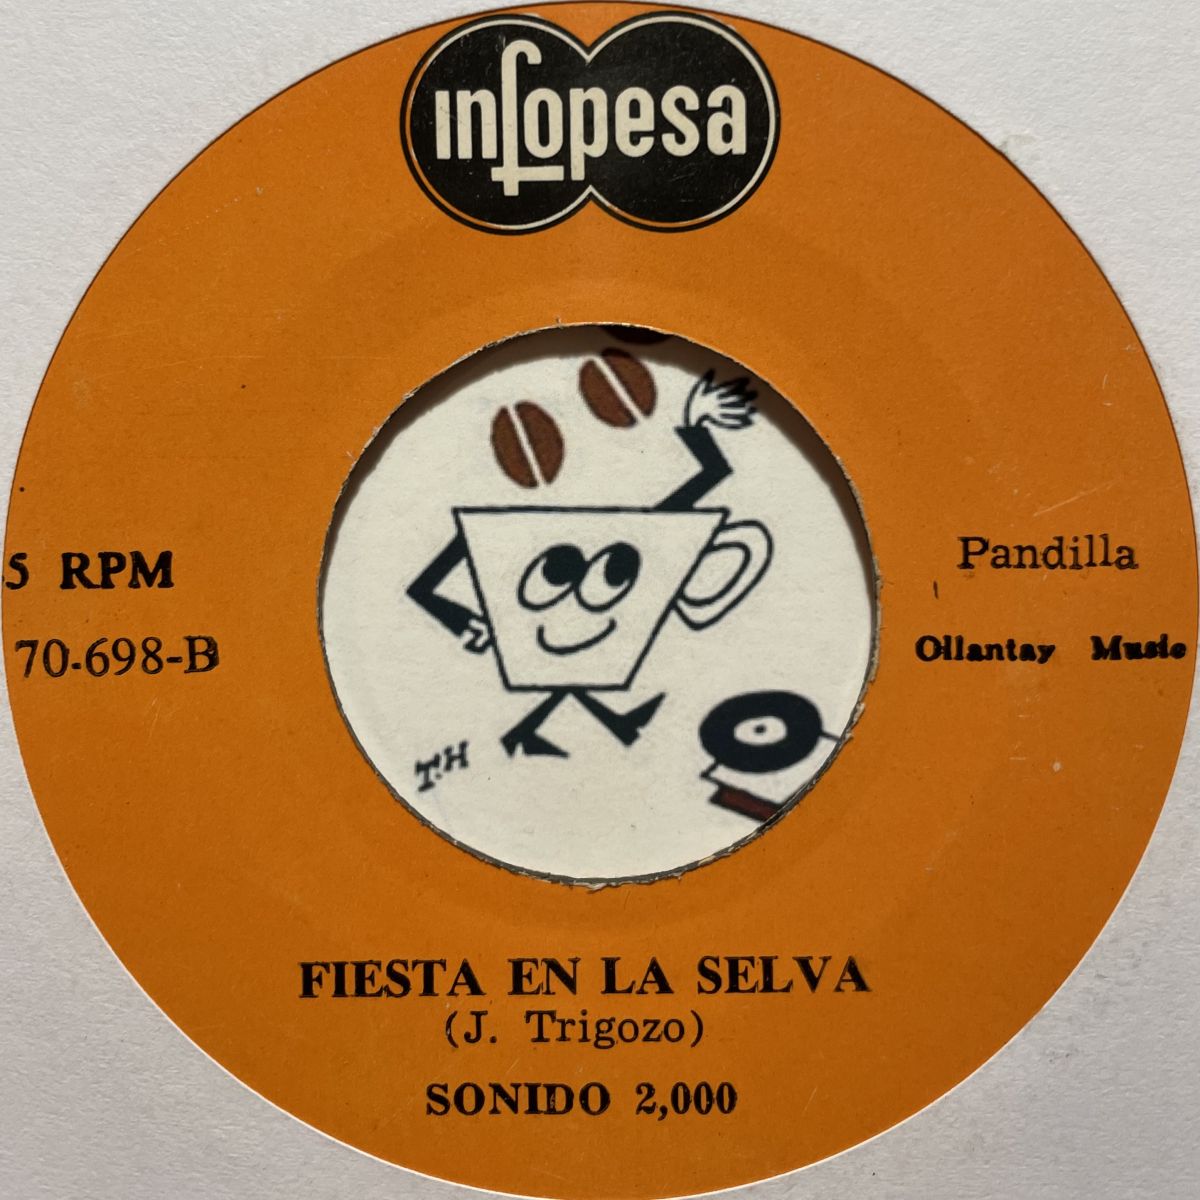 Infopesa
5 RPM
70-698-B
Pandilla
Ollantay Music
T.H
FIESTA EN LA SELVA
(J. Trigozo)
SONIDO 2,000